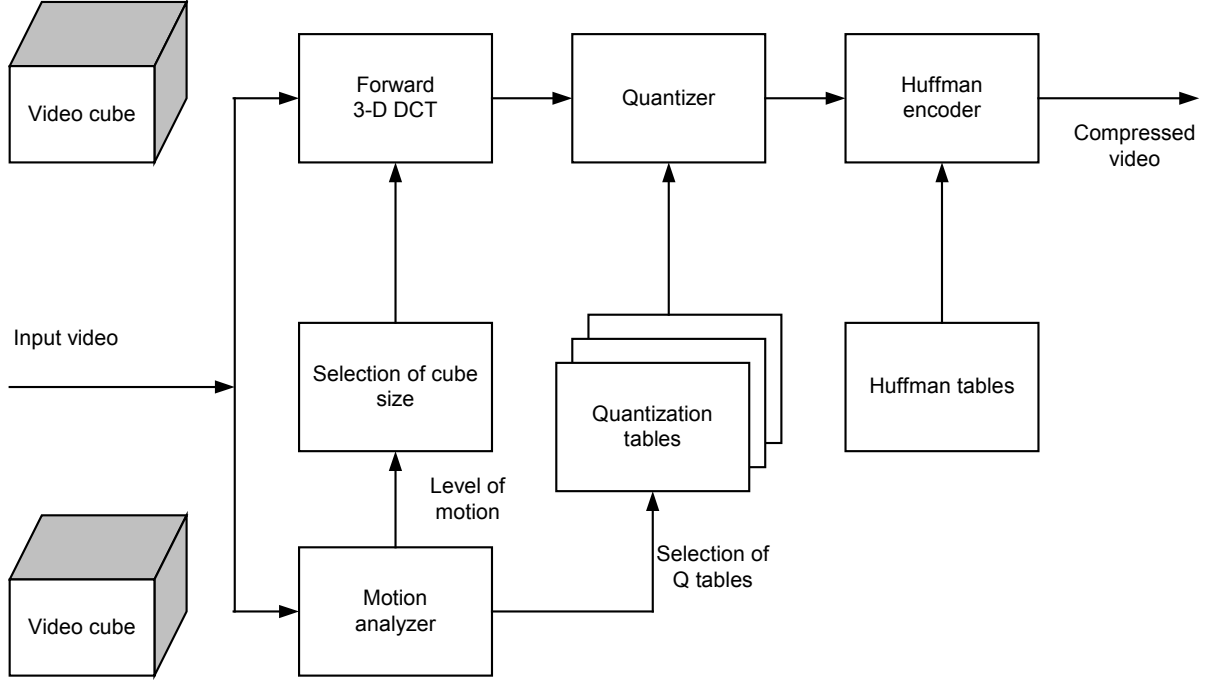 Video cube
Forward
3-D DCT
Quantizer
Huffman
encoder
Compressed
video
Input video
Selection of cube
size
Quantization
tables
Huffman tables
Level of
motion
Selection of
Q tables
Video cube
Motion
analyzer